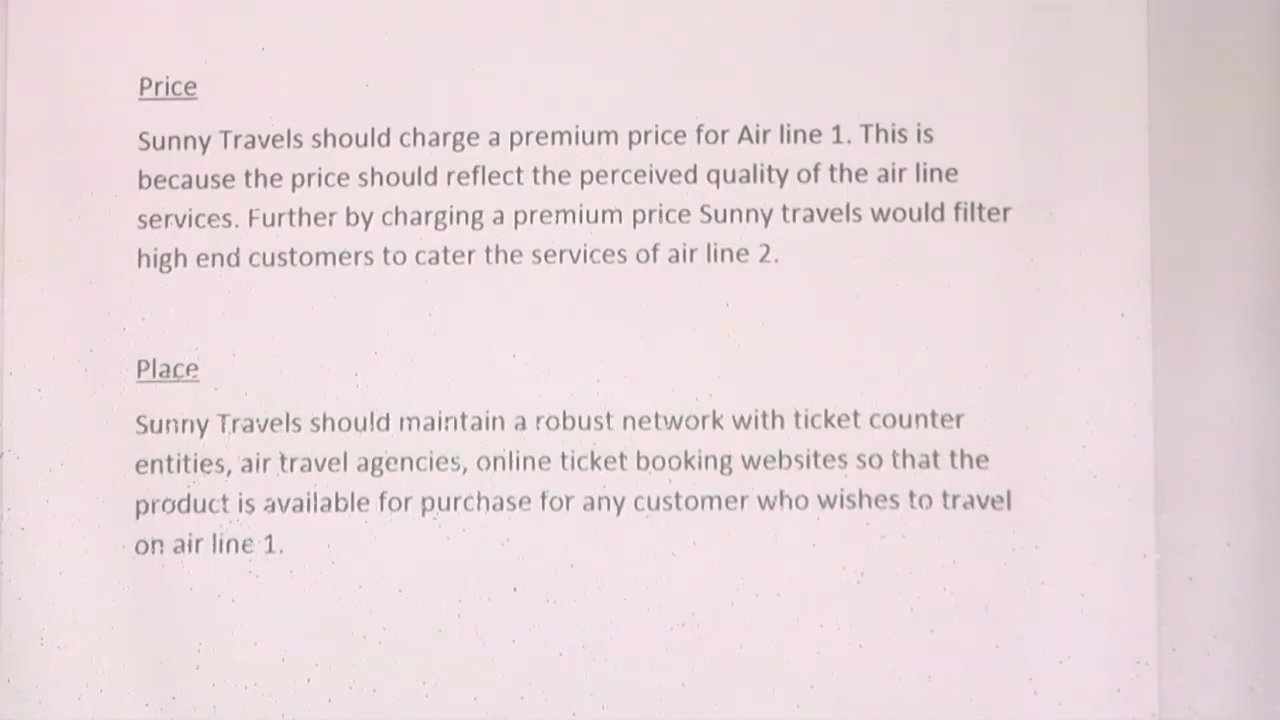 Price
Sunny Travels should charge a premium price for Air line 1. This is
because the price should reflect the perceived quality of the air line
services. Further by charging a premium price Sunny travels would filter
high end customers to cater the services of air line 2.
Place
Sunny Travels should maintain a robust network with ticket counter
entities, air travel agencies, online ticket booking websites so that the
product is available for purchase for any customer who wishes to travel
on air line 1.